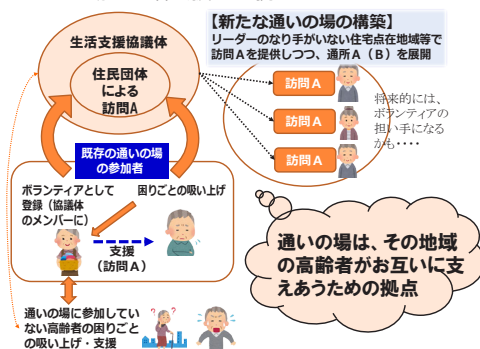 【新たな通いの場の構築】
リーダーのなり手がいない住宅点在地域等で
訪問Aを提供しつつ、通所A（B）を展開
生活支援協議体
住民団体
による
訪問A
訪問A
訪問A
訪問A
将来的には、
ボランティアの
担い手になる
かも・・・・
既存の通いの場
の参加者
ボランティアとして
登録（協議体
のメンバーに）
困りごとの吸い上げ
支援
（訪問A）
通いの場は、その地域
の高齢者がお互いに支
えあうための拠点
通いの場に参加してい
ない高齢者の困りごと
の吸い上げ・支援